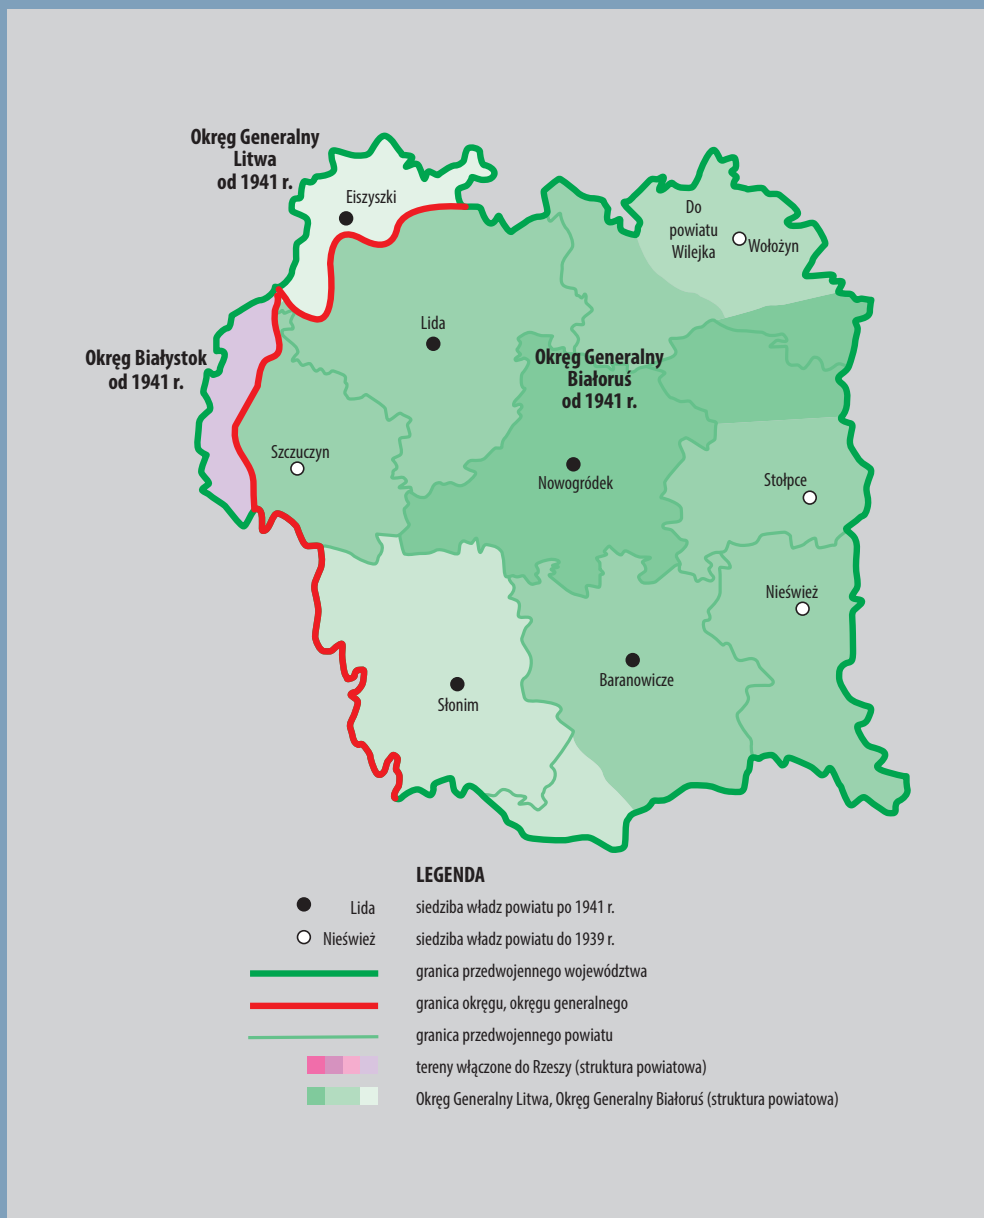 Okręg Generalny
Litwa
od 1941 r.
Eiszyszki
Do
powiatu
Wilejka
Wołożyn
Lida
Okręg Białystok
od 1941 r.
Okręg Generalny
Białoruś
od 1941 r.
Szczuczyn
Nowogródek
Stołpce
Nieśwież
Baranowicze
Słonim
LEGENDA
Lida siedziba władz powiatu po 1941 r.
Nieśwież siedziba władz powiatu do 1939 r.
granica przedwojennego województwa
granica okręgu, okręgu generalnego
granica przedwojennego powiatu
tereny włączone do Rzeszy (struktura powiatowa)
Okręg Generalny Litwa, Okręg Generalny Białoruś (struktura powiatowa)